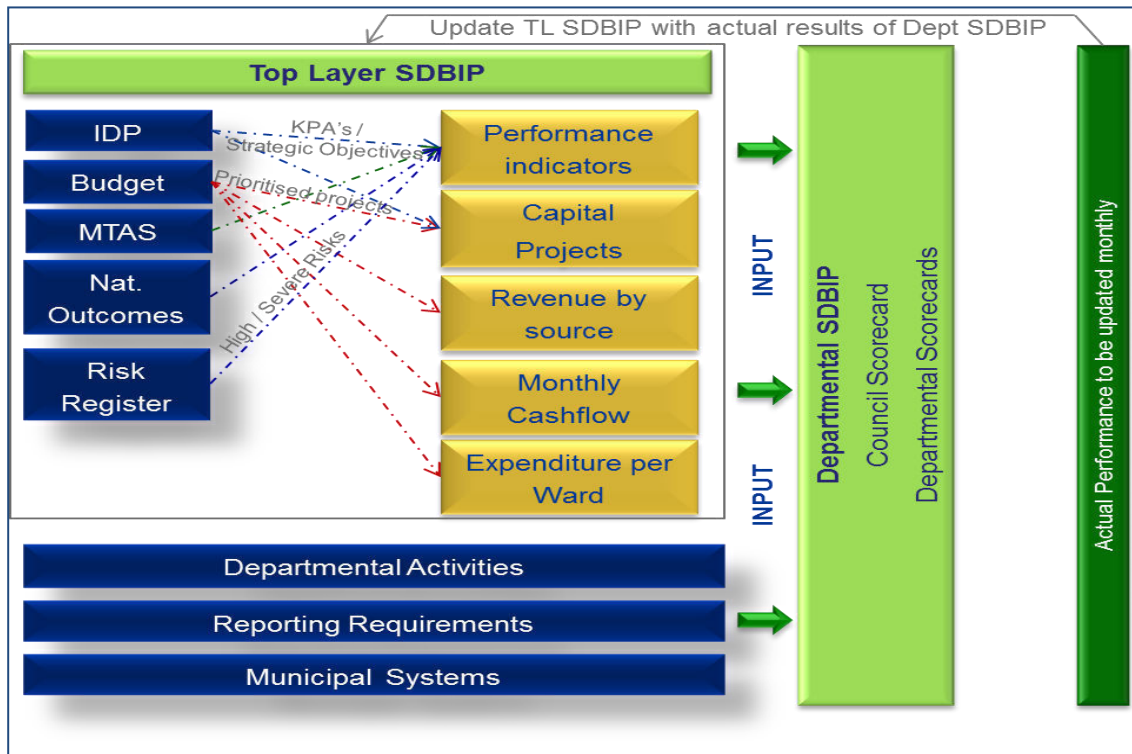 Update TL SDBIP with actual results of Dept SDBIP
Top Layer SDBIP
IDP
Budget
MTAS
Nat.
Outcomes
Risk
Register
KPA's /
Strategic Objectives
Prioritised projects
High / Severe Risks
Performance
indicators
Capital
Projects
Revenue by
source
Monthly
Cashflow
Expenditure per
Ward
INPUT
INPUT
Departmental SDBIP
Council Scorecard
Departmental Scorecards
Actual Performance to be updated monthly
Departmental Activities
Reporting Requirements
Municipal Systems